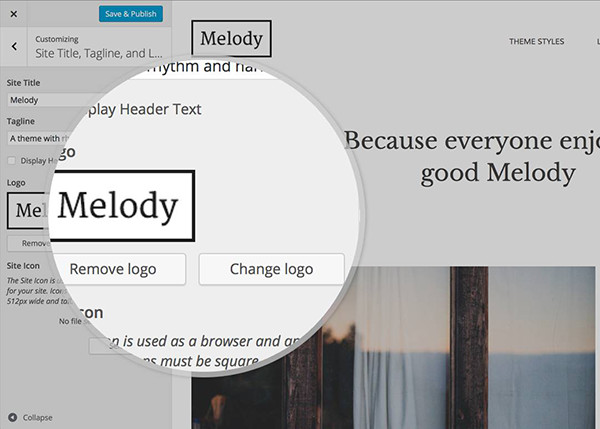 × Save & Publish
Customizing
Site Title, Tagline, and L...
Site Title
Melody
Tagline
A theme with rh
Display He
Logo
Mel
Remove
Site Icon
The Site Icon is
for your site. Icon
512px wide and tal
No file
Collapse
rhythm and har
play Header Text
go
Melody
Remove logo
Change logo
con
n is used as a browser and ap
ns must be square
Melody
THEME STYLES
L
Because everyone enjo
good Melody